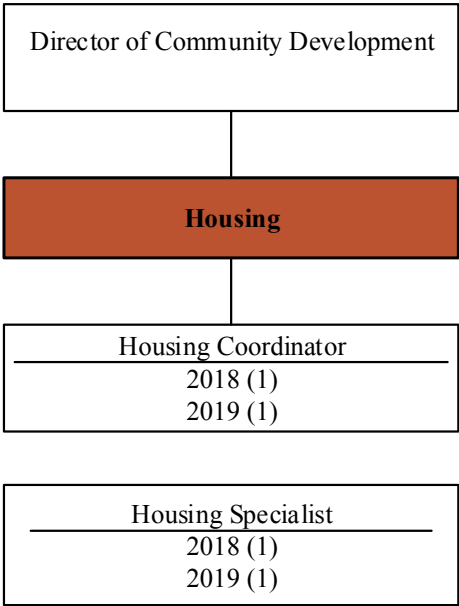 Director of Community Development
Housing
Housing Coordinator
2018 (1)
2019 (1)
Housing Specialist
2018 (1)
2019 (1)